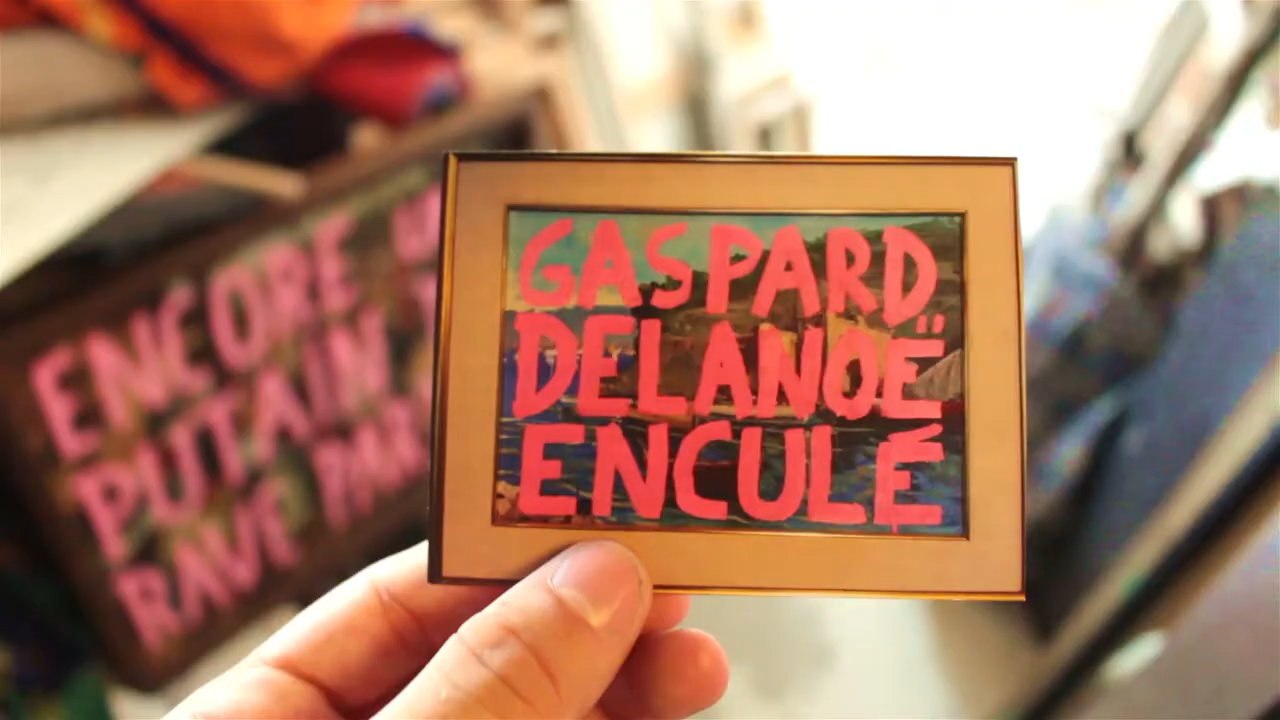 GASPARD
DELANOË
ENCULÉ
ENCORE
PUTAIN
RAVE